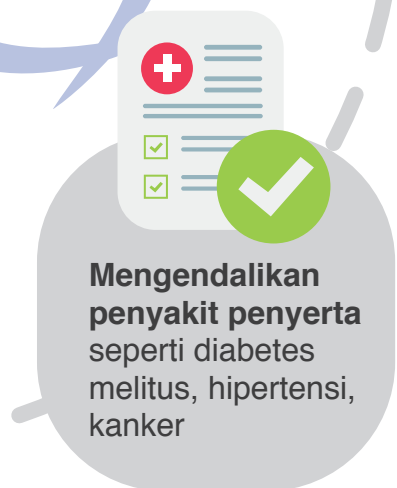 Mengendalikan
penyakit penyerta
seperti diabetes
melitus, hipertensi,
kanker